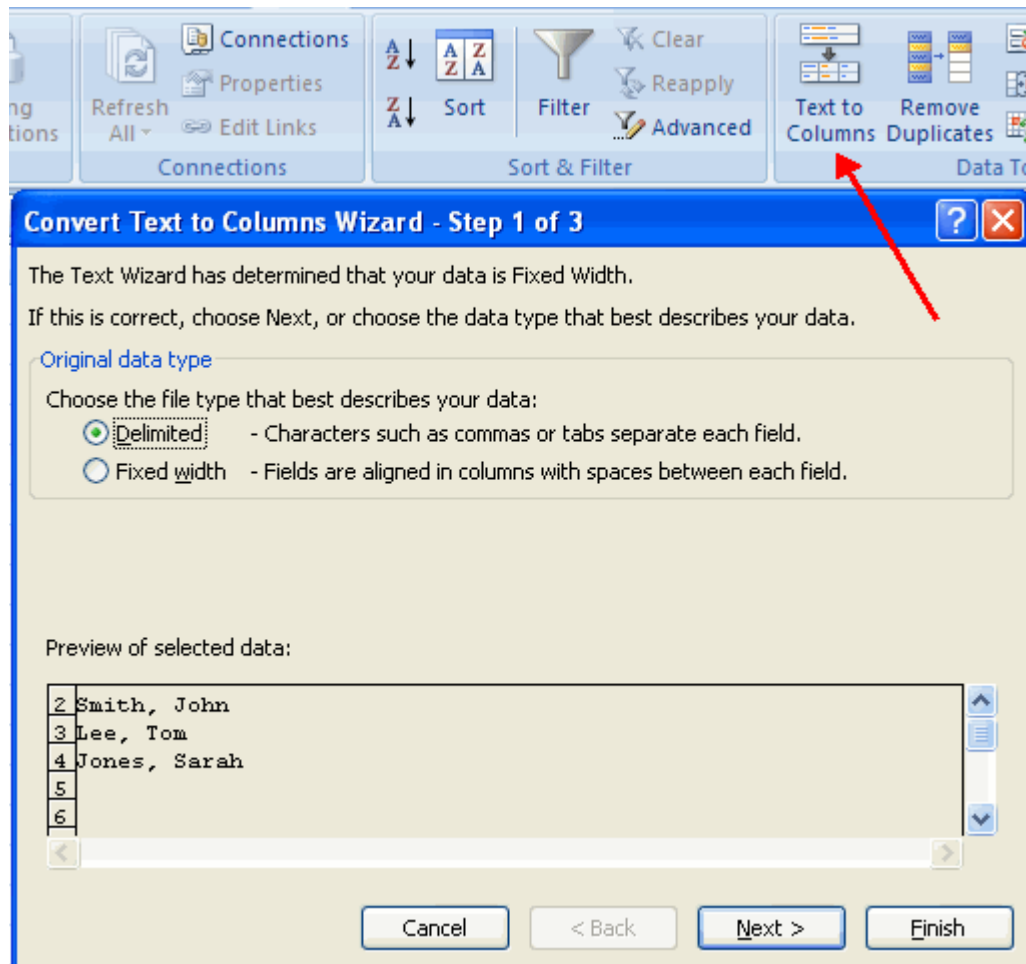 Connections
Properties
Edit Links
Refresh
All
ng
tions
Connections
A
Z
Z
A
A Z
Z A
Sort
Filter
Clear
Reapply
Advanced
Sort & Filter
Text to
Columns
Remove
Duplicates
Data To
Convert Text to Columns Wizard - Step 1 of 3
?
The Text Wizard has determined that your data is Fixed Width.
If this is correct, choose Next, or choose the data type that best describes your data.
Original data type
Choose the file type that best describes your data:
Delimited - Characters such as commas or tabs separate each field.
Fixed width - Fields are aligned in columns with spaces between each field.
Preview of selected data:
2 Smith, John
3 Lee, Tom
4 Jones, Sarah
5
6
Cancel < Back Next > Finish